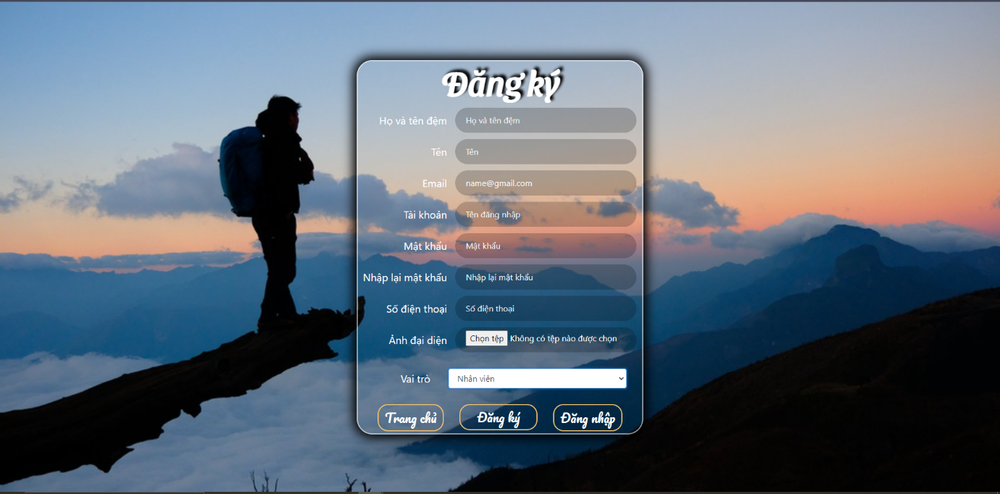 Đăng ký
Họ và tên đệm Họ và tên đệm
Tên Tên
Email name@gmail.com
Tài khoản Tên đăng nhập
Mật khẩu Mật khẩu
Nhập lại mật khẩu Nhập lại mật khẩu
Số điện thoại Số điện thoại
Ảnh đại diện Chọn tệp Không có tệp nào được chọn
Vai trò Nhân viên
Trang chủ Đăng ký Đăng nhập